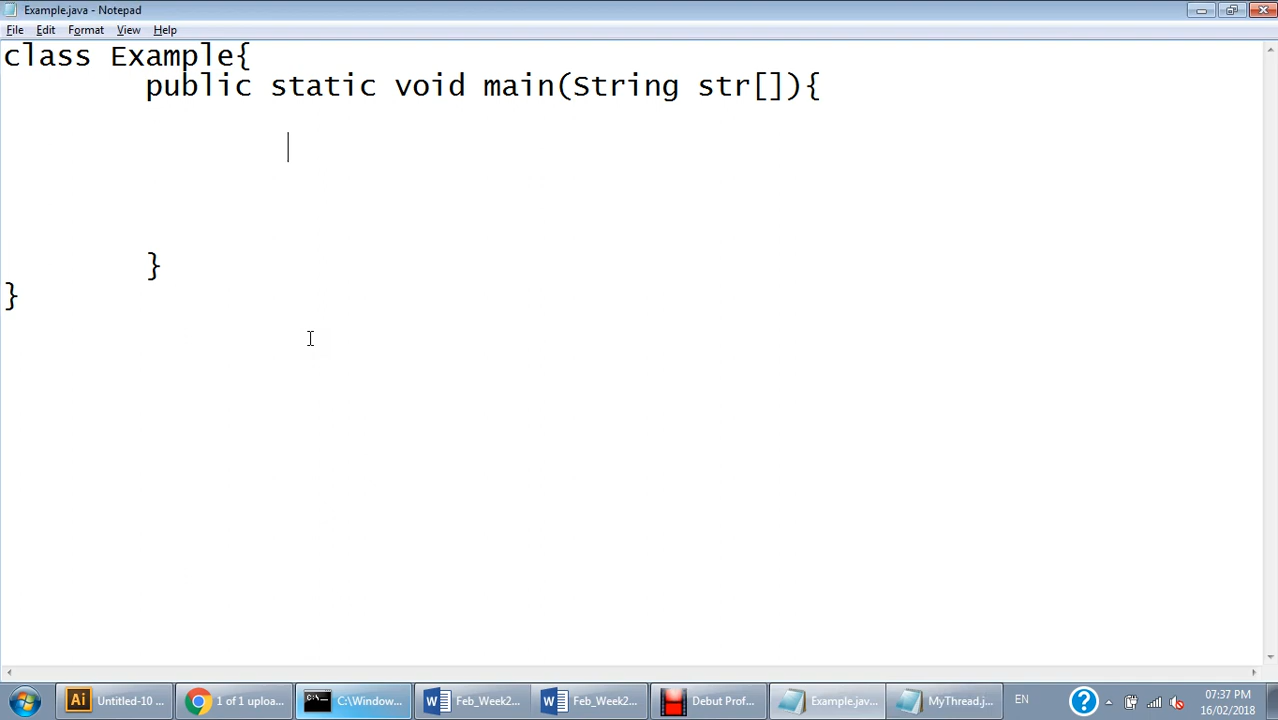 Example.java - Notepad
File Edit Format View Help
class Example{
public static void main(String str[]){
}
}
Ai Untitled-10 ... 1 of 1 uploa... C:\Window... Feb_Week2... Feb_Week2... Debut Prof... Example.jav... MyThread.j... EN ? 07:37 PM
16/02/2018